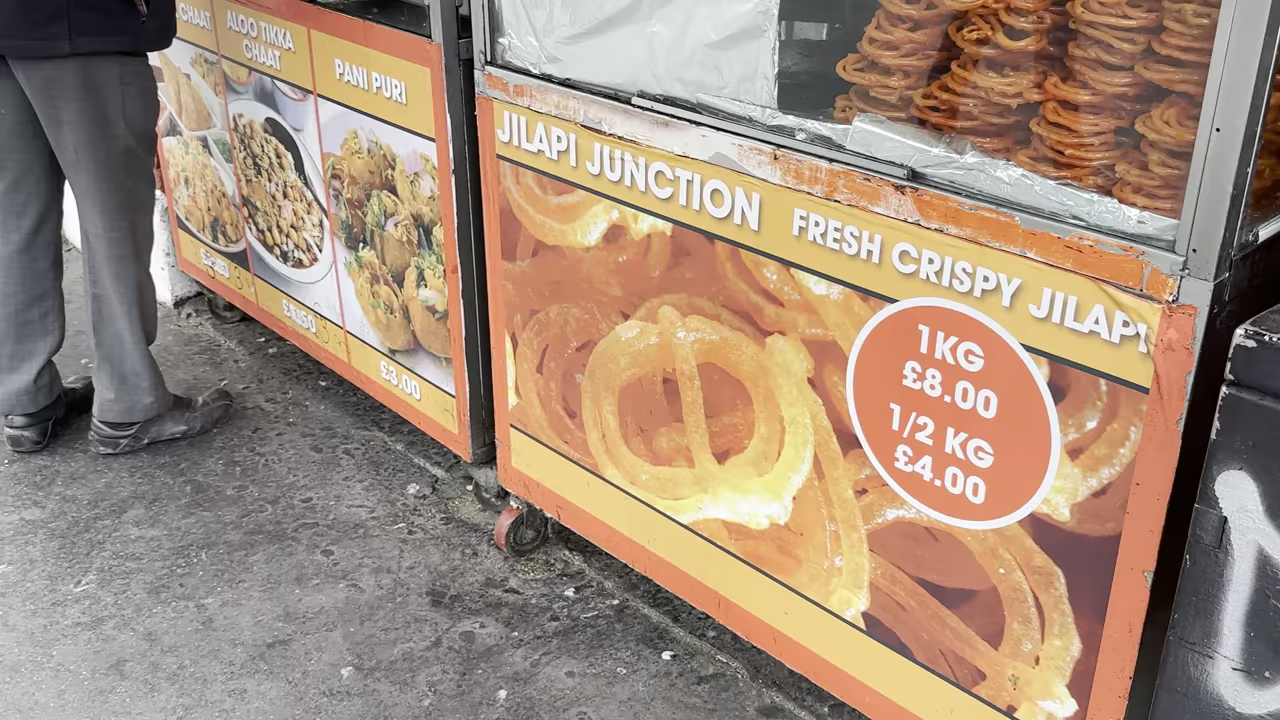 CHAAT
ALOO TIKKA
CHAAT
PANI PURI
£3.00
JILAPI JUNCTION FRESH CRISPY JILAPI
1KG
£8.00
1/2 KG
£4.00